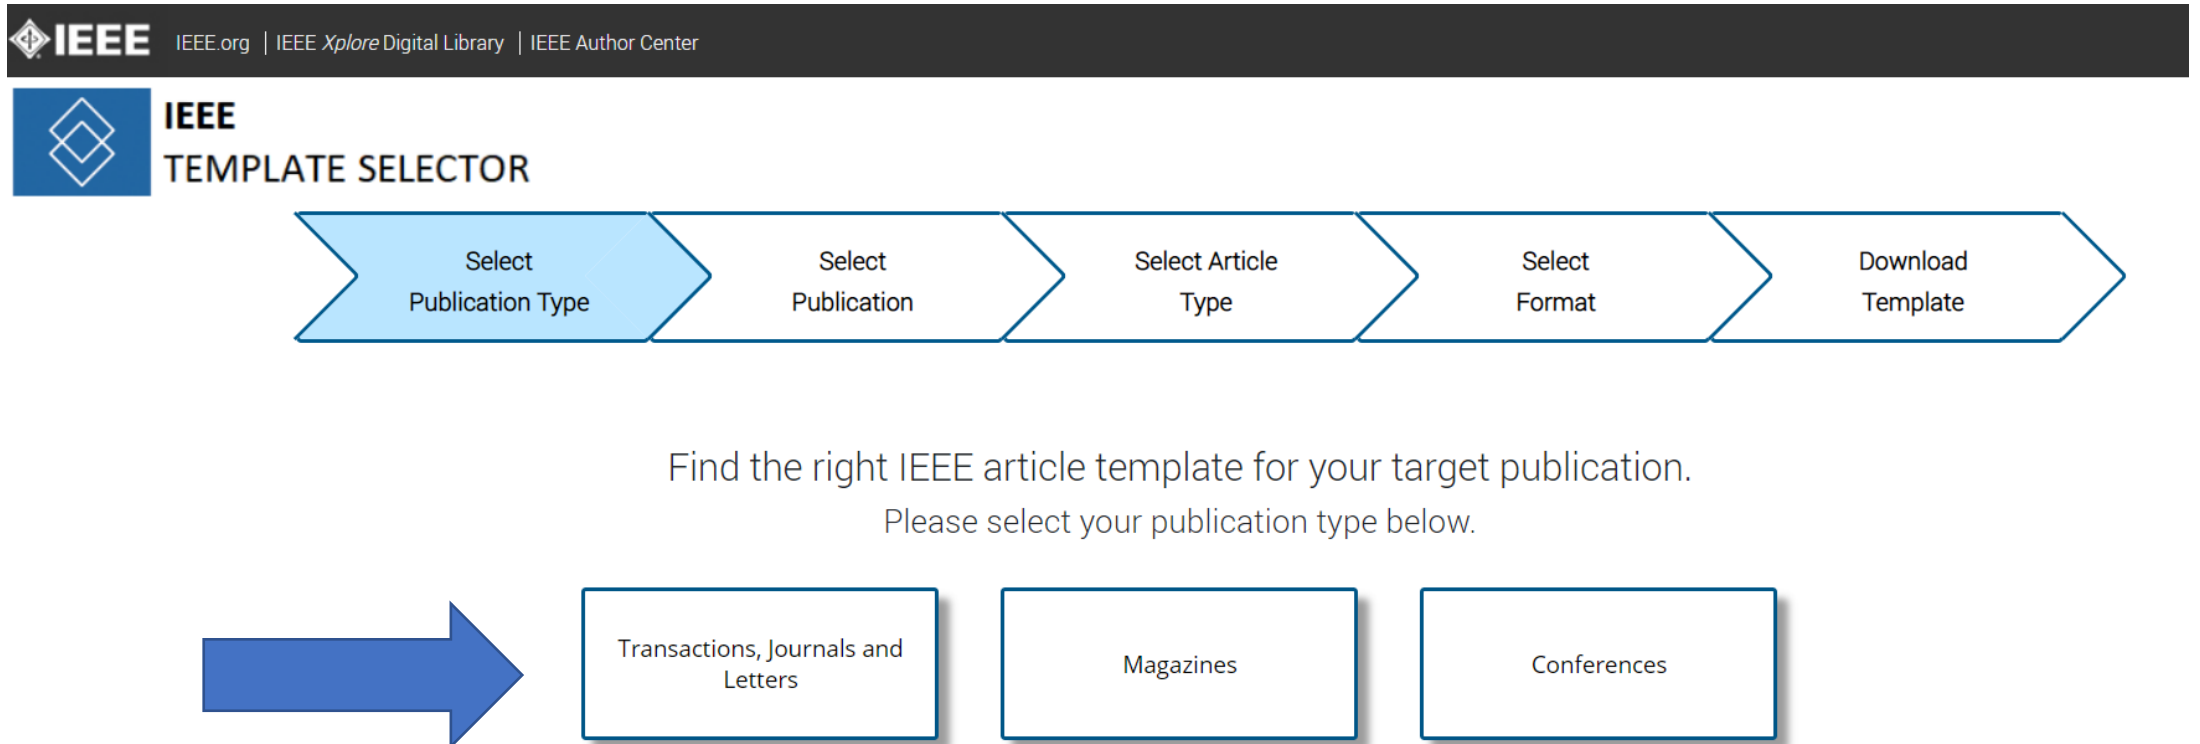 IEEE IEEE.org | IEEE Xplore Digital Library | IEEE Author Center
IEEE
TEMPLATE SELECTOR
Select
Publication Type
Select
Publication
Select Article
Type
Select
Format
Download
Template
Find the right IEEE article template for your target publication.
Please select your publication type below.
Transactions, Journals and
Letters
Magazines
Conferences